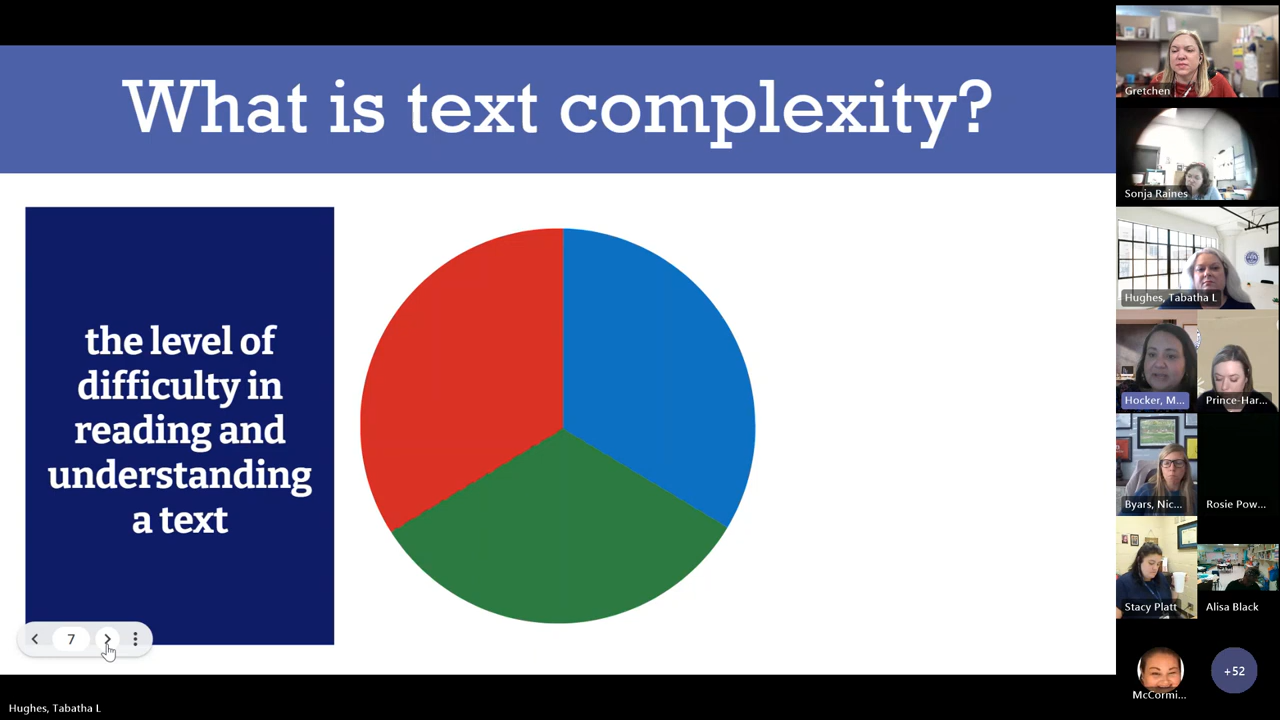 What is text complexity?
the level of
difficulty in
reading and
understanding
a text
7
Hughes, Tabatha L
Gretchen
Sonja Raines
Hughes, Tabatha L
Hocker, M...
Prince-Har...
Byars, Nic...
Rosie Pow...
Stacy Platt
Alisa Black
McCormi...
+52